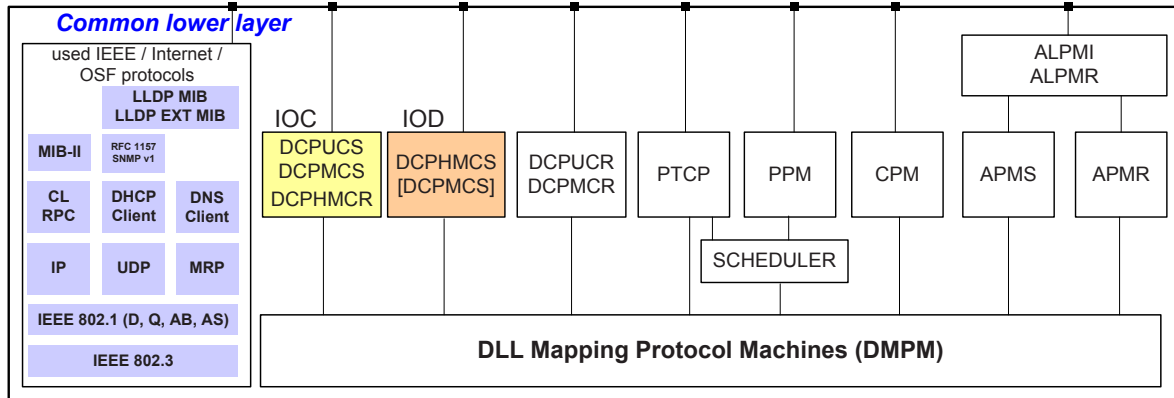 Common lower layer
used IEEE / Internet /
OSF protocols
LLDP MIB
LLDP EXT MIB
MIB-II
RFC 1157
SNMP v1
CL
RPC
DHCP
Client
DNS
Client
IP
UDP
MRP
IEEE 802.1 (D, Q, AB, AS)
IEEE 802.3
IOC
DCPUCS
DCPMCS
DCPHMCR
IOD
DCPHMCS
[DCPMCS]
DCPUCR
DCPMCR
PTCP
PPM
CPM
ALPMI
ALPMR
APMS
APMR
SCHEDULER
DLL Mapping Protocol Machines (DMPM)